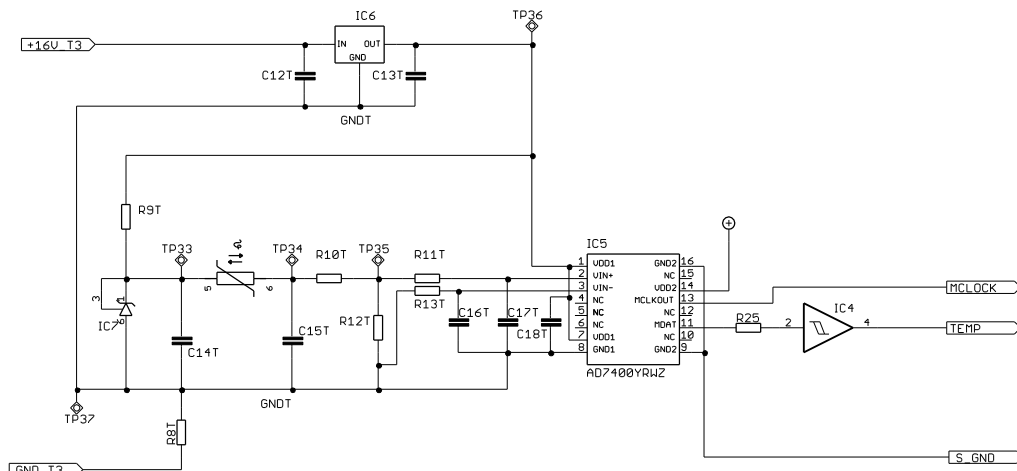 IC6
TP36
+16V_T3
IN OUT
GND
C12T
C13T
GNDT
R9T
TP33
TP34
R10T
TP35
R11T
IC5
1 VDD1 GND2 16
2 VIN+ NC 15
3 VIN- VDD2 14
4 NC MCLKOUT 13
5 NC NC 12
6 NC MDAT 11
7 VDD1 NC 10
8 GND1 GND2 9
AD7400YRWZ
MCLOCK
3
1
5
6
R13T
IC7
R12T
C16T
C17T
C18T
R25
2
IC4
4
TEMP
C14T
C15T
GNDT
TP37
R8T
GND_T3
S_GND